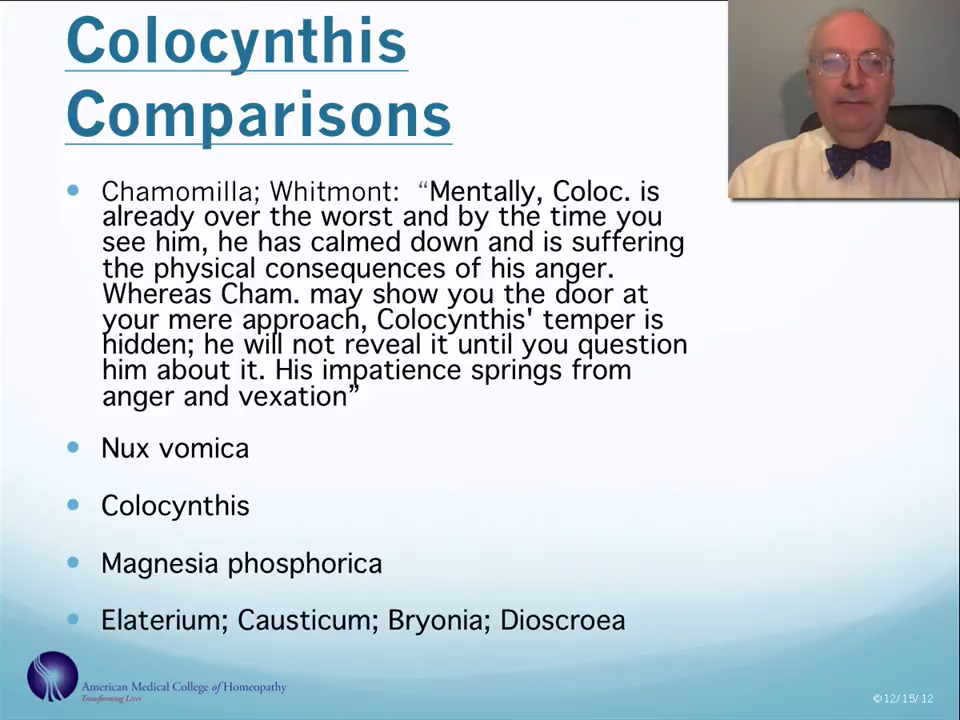 Colocynthis
Comparisons
• Chamomilla; Whitmont: “Mentally, Coloc. is
already over the worst and by the time you
see him, he has calmed down and is suffering
the physical consequences of his anger.
Whereas Cham. may show you the door at
your mere approach, Colocynthis' temper is
hidden; he will not reveal it until you question
him about it. His impatience springs from
anger and vexation”
• Nux vomica
• Colocynthis
• Magnesia phosphorica
• Elaterium; Causticum; Bryonia; Dioscroea
American Medical College of Homeopathy
Transforming Lives
©12/15/12